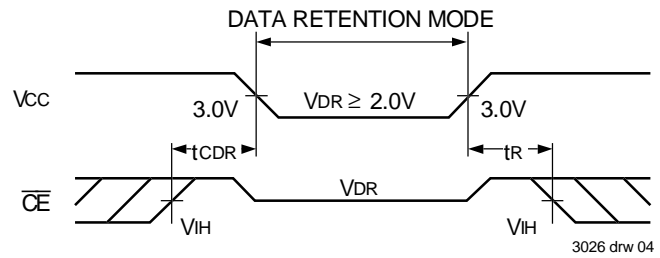 DATA RETENTION MODE
VCC
3.0V
VDR ≥ 2.0V
3.0V
tCDR
tR
CE
VDR
VIH
VIH
3026 drw 04